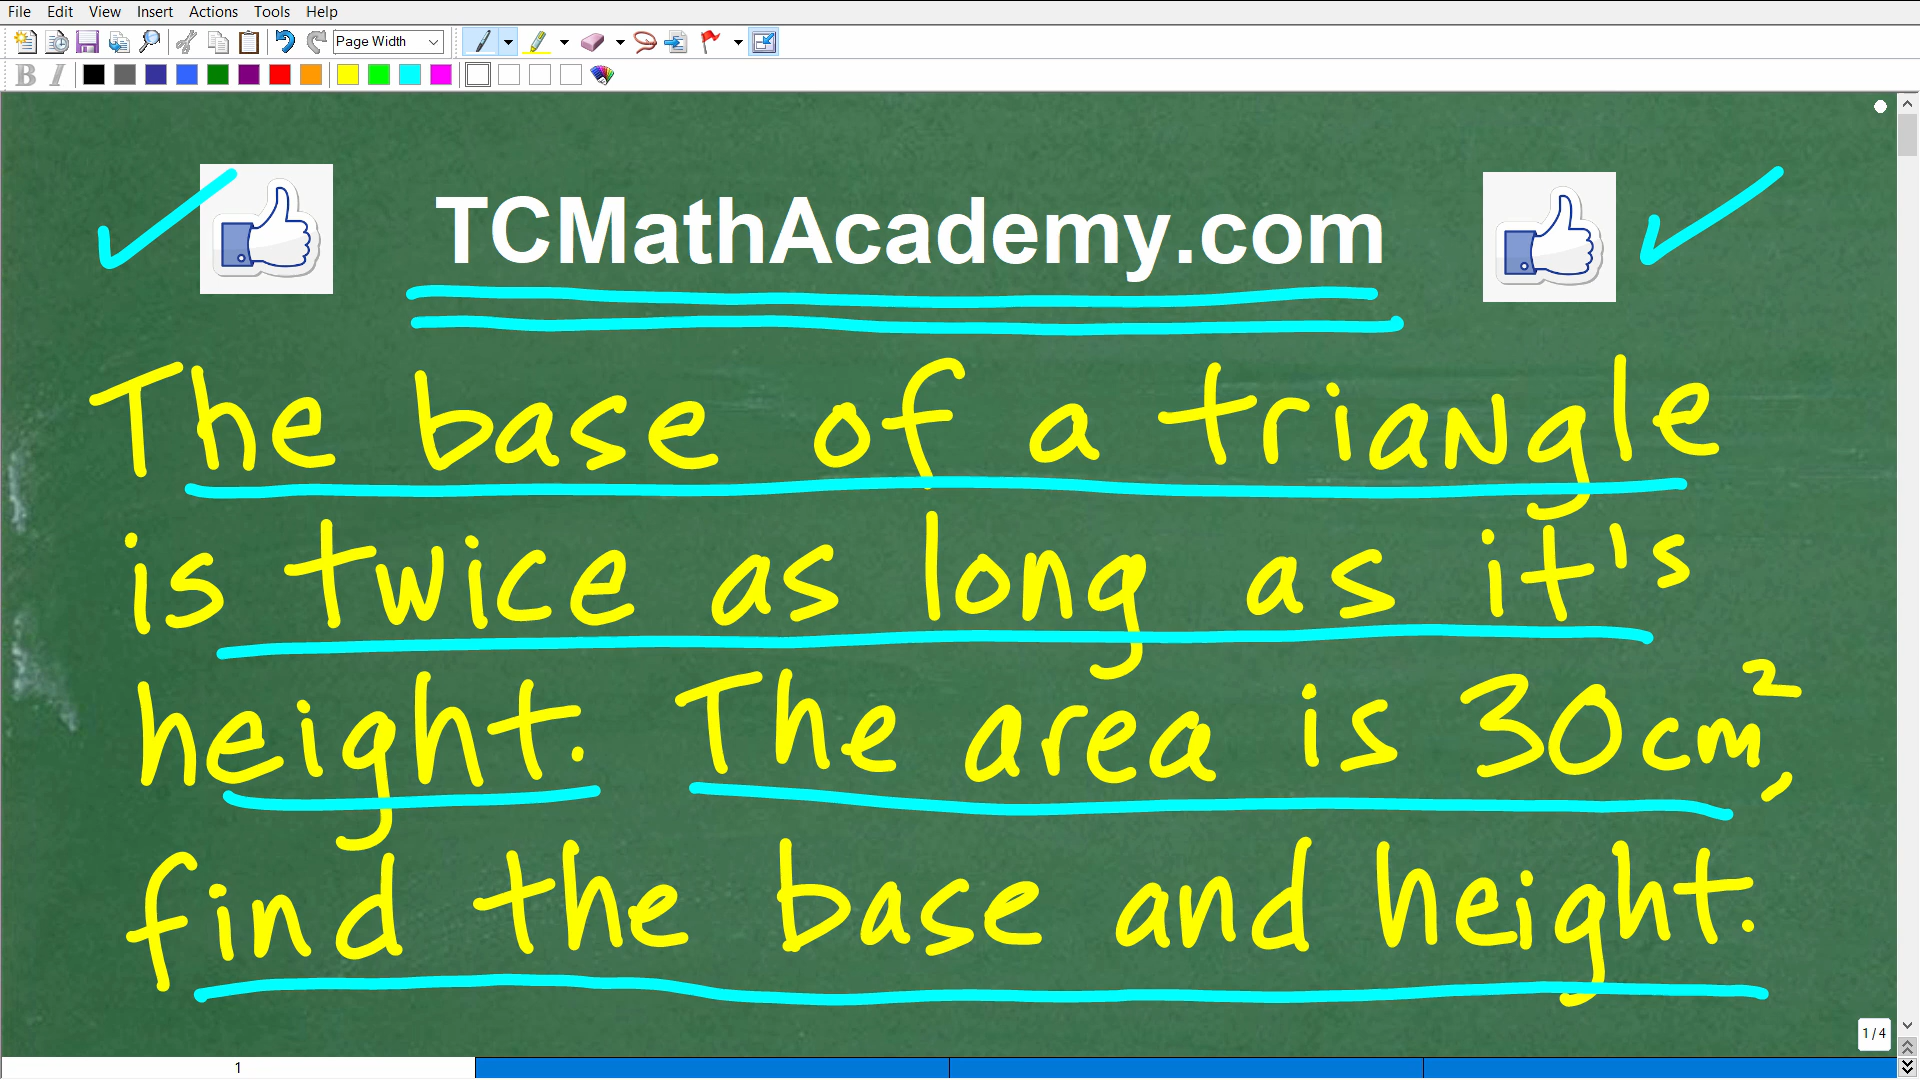 File Edit View Insert Actions Tools Help
Page Width
B I
TCMathAcademy.com
The base of a triangle
is twice as long as it's
height. The area is 30cm²,
find the base and height.
1/4
1